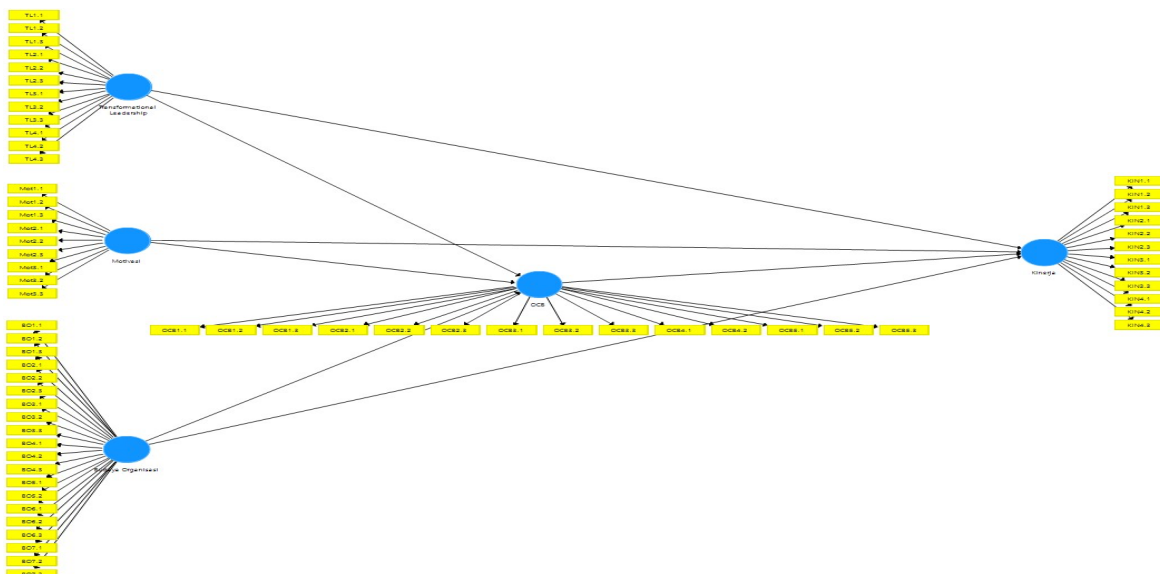 TL1.1
TL1.2
TL1.3
TL2.1
TL2.2
TL2.3
TL3.1
TL2.2
TL3.3
TL4.1
TL4.2
TL4.3
Transformational
Leadership
Mot1.1
Mot1.2
Mot1.3
Mot2.1
Mot2.2
Mot2.3
Mot3.1
Mot3.2
Mot3.3
Motivasi
BO1.1
BO1.2
BO1.3
BO2.1
BO2.2
BO2.3
BO3.1
BO3.2
BO3.3
BO4.1
BO4.2
BO4.3
BO5.1
BO5.2
BO6.1
BO6.2
BO6.3
BO7.1
BO7.2
Budaya Organisasi
OCB
OCB1.1
OCB1.2
OCB1.3
OCB2.1
OCB2.2
OCB2.3
OCB3.1
OCB3.2
OCB3.3
OCB4.1
OCB4.2
OCB5.2
OCB5.3
KIN1.1
KIN1.2
KIN1.3
KIN2.1
KIN2.2
KIN2.3
KIN3.1
KIN3.2
KIN3.3
KIN4.1
KIN4.2
KIN4.3
Kinerja